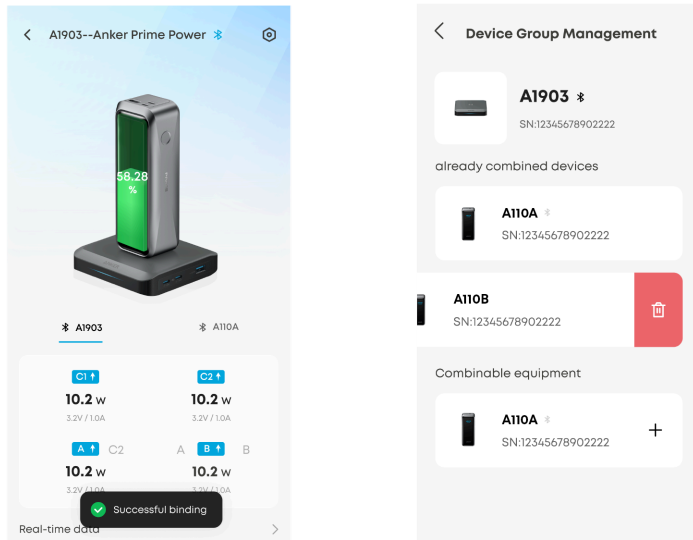 A1903--Anker Prime Power
58.28
%
A1903
A110A
C1
C2
10.2 w
10.2 w
3.2V / 1.0A
3.2V / 1.0A
A C2 A B B
10.2 w
10.2 w
3.2V / 1.0A
3.2V / 1.0A
Successful binding
Real-time data
Device Group Management
A1903
SN:12345678902222
already combined devices
A110A
SN:12345678902222
A110B
SN:12345678902222
Combinable equipment
A110A
SN:12345678902222